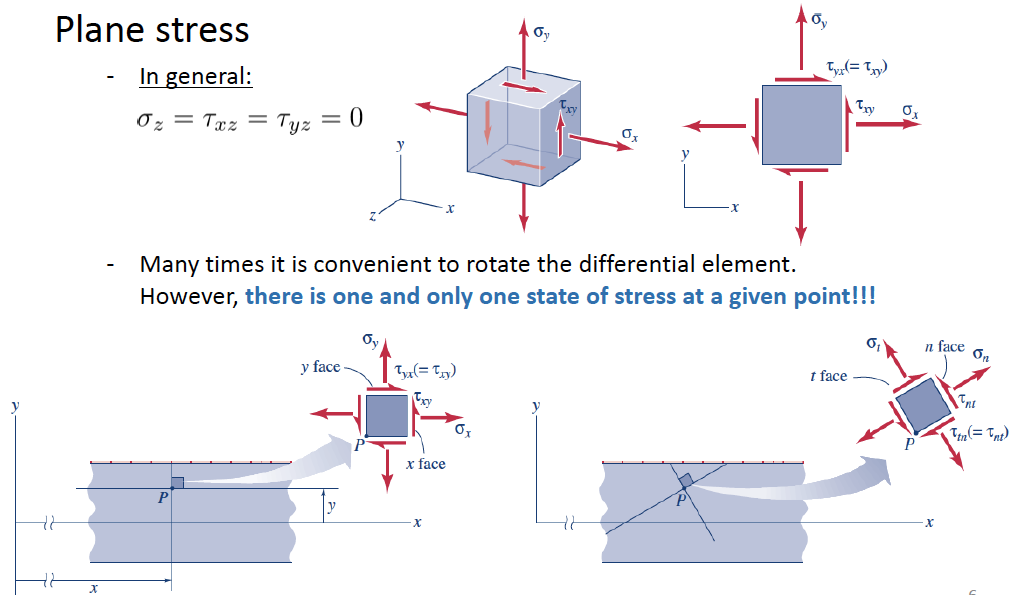 Plane stress
- In general:
σz = τxz = τyz = 0
σy
τxy
σx
y
x
z
σy
τyx(= τxy)
τxy
σx
y
x
- Many times it is convenient to rotate the differential element.
However, there is one and only one state of stress at a given point!!!
σy
y face
τyx(= τxy)
τxy
σx
P
x face
y
P
y
x
x
σt
n face
σn
t face
τnt
τtn(= τnt)
P
y
P
x